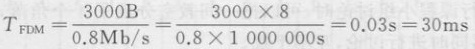 T_FDM = 3000B / 0.8Mb/s = 3000×8 / 0.8×1 000 000s = 0.03s = 30ms